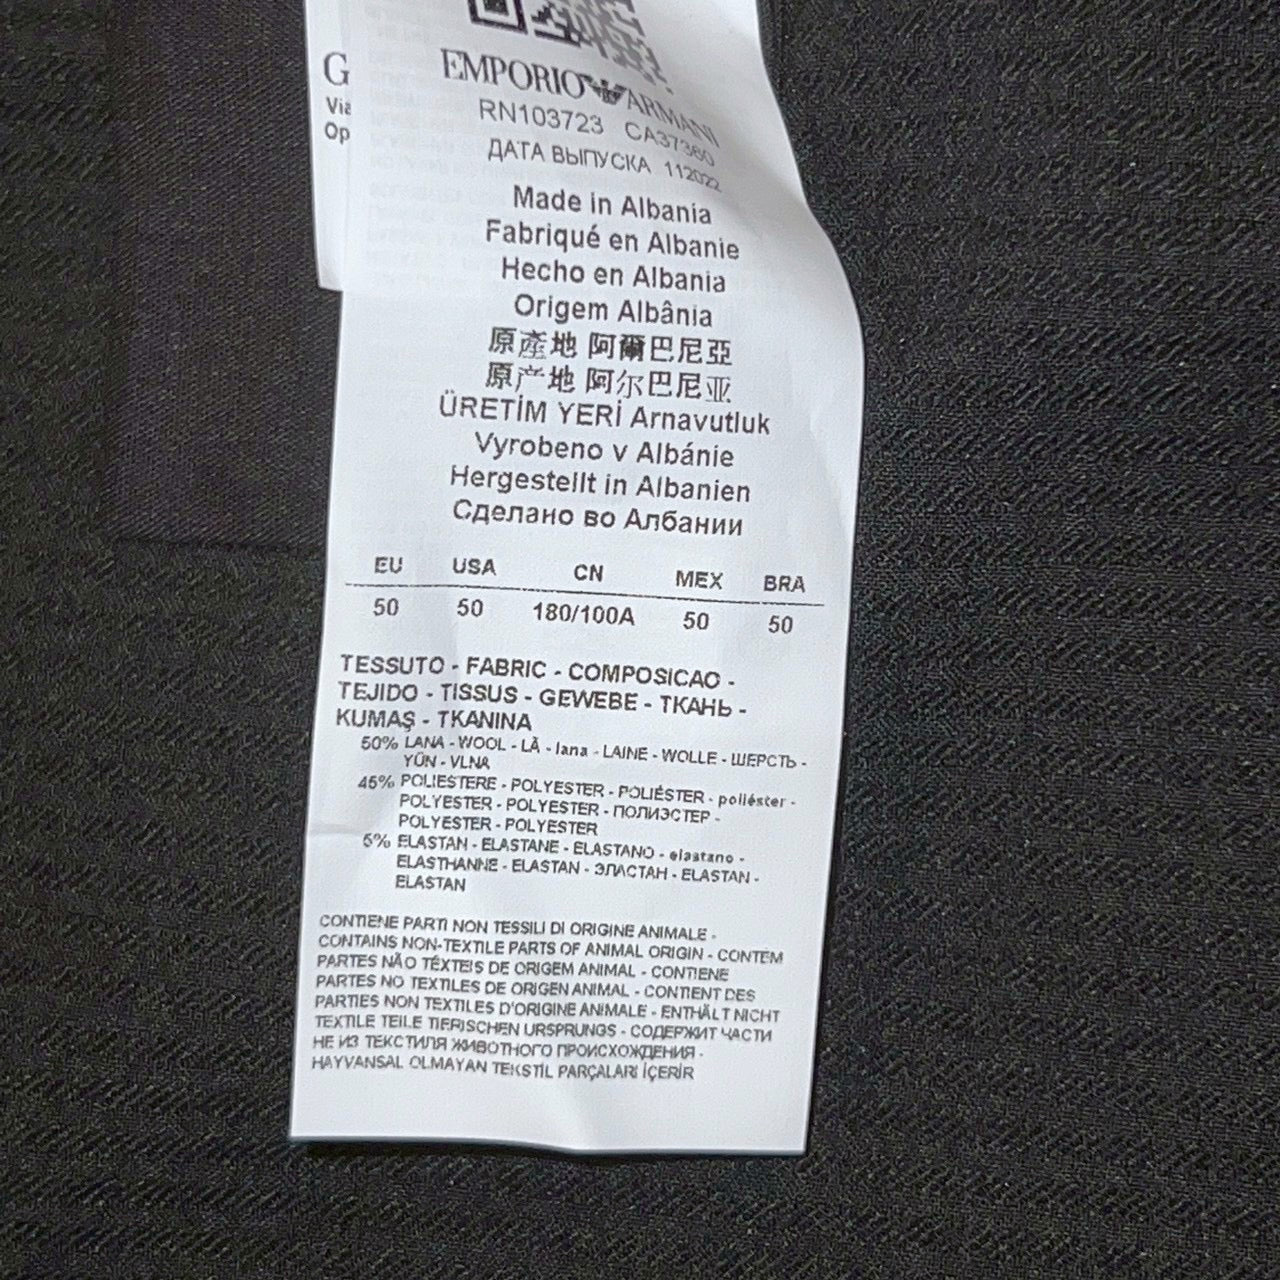 G
Via
Op
EMPORIO ARMANI
RN103723 CA37360
ДАТА ВЫПУСКА 112022
Made in Albania
Fabriqué en Albanie
Hecho en Albania
Origem Albânia
原產地 阿爾巴尼亞
原产地 阿尔巴尼亚
ÜRETİM YERİ Arnavutluk
Vyrobeno v Albánie
Hergestellt in Albanien
Сделано во Албании
EU USA CN MEX BRA
50 50 180/100A 50 50
TESSUTO - FABRIC - COMPOSICAO -
TEJIDO - TISSUS - GEWEBE - ТКАНЬ -
KUMAŞ - TKANINA
50% LANA - WOOL - LÃ - lana - LAINE - WOLLE - ШЕРСТЬ -
YÜN - VLNA
45% POLIESTERE - POLYESTER - POLIÉSTER - poliéster -
POLYESTER - POLYESTER - ПОЛИЭСТЕР -
POLYESTER - POLYESTER
5% ELASTAN - ELASTANE - ELASTANO - elastano -
ELASTHANNE - ELASTAN - ЭЛАСТАН - ELASTAN -
ELASTAN
CONTIENE PARTI NON TESSILI DI ORIGINE ANIMALE -
CONTAINS NON-TEXTILE PARTS OF ANIMAL ORIGIN - CONTÉM
PARTES NÃO TÊXTEIS DE ORIGEM ANIMAL - CONTIENE
PARTES NO TEXTILES DE ORIGEN ANIMAL - CONTIENT DES
PARTIES NON TEXTILES D'ORIGINE ANIMALE - ENTHÄLT NICHT
TEXTILE TEILE TIERISCHEN URSPRUNGS - СОДЕРЖИТ ЧАСТИ
НЕ ИЗ ТЕКСТИЛЯ ЖИВОТНОГО ПРОИСХОЖДЕНИЯ -
HAYVANSAL OLMAYAN TEKSTİL PARÇALARI İÇERİR